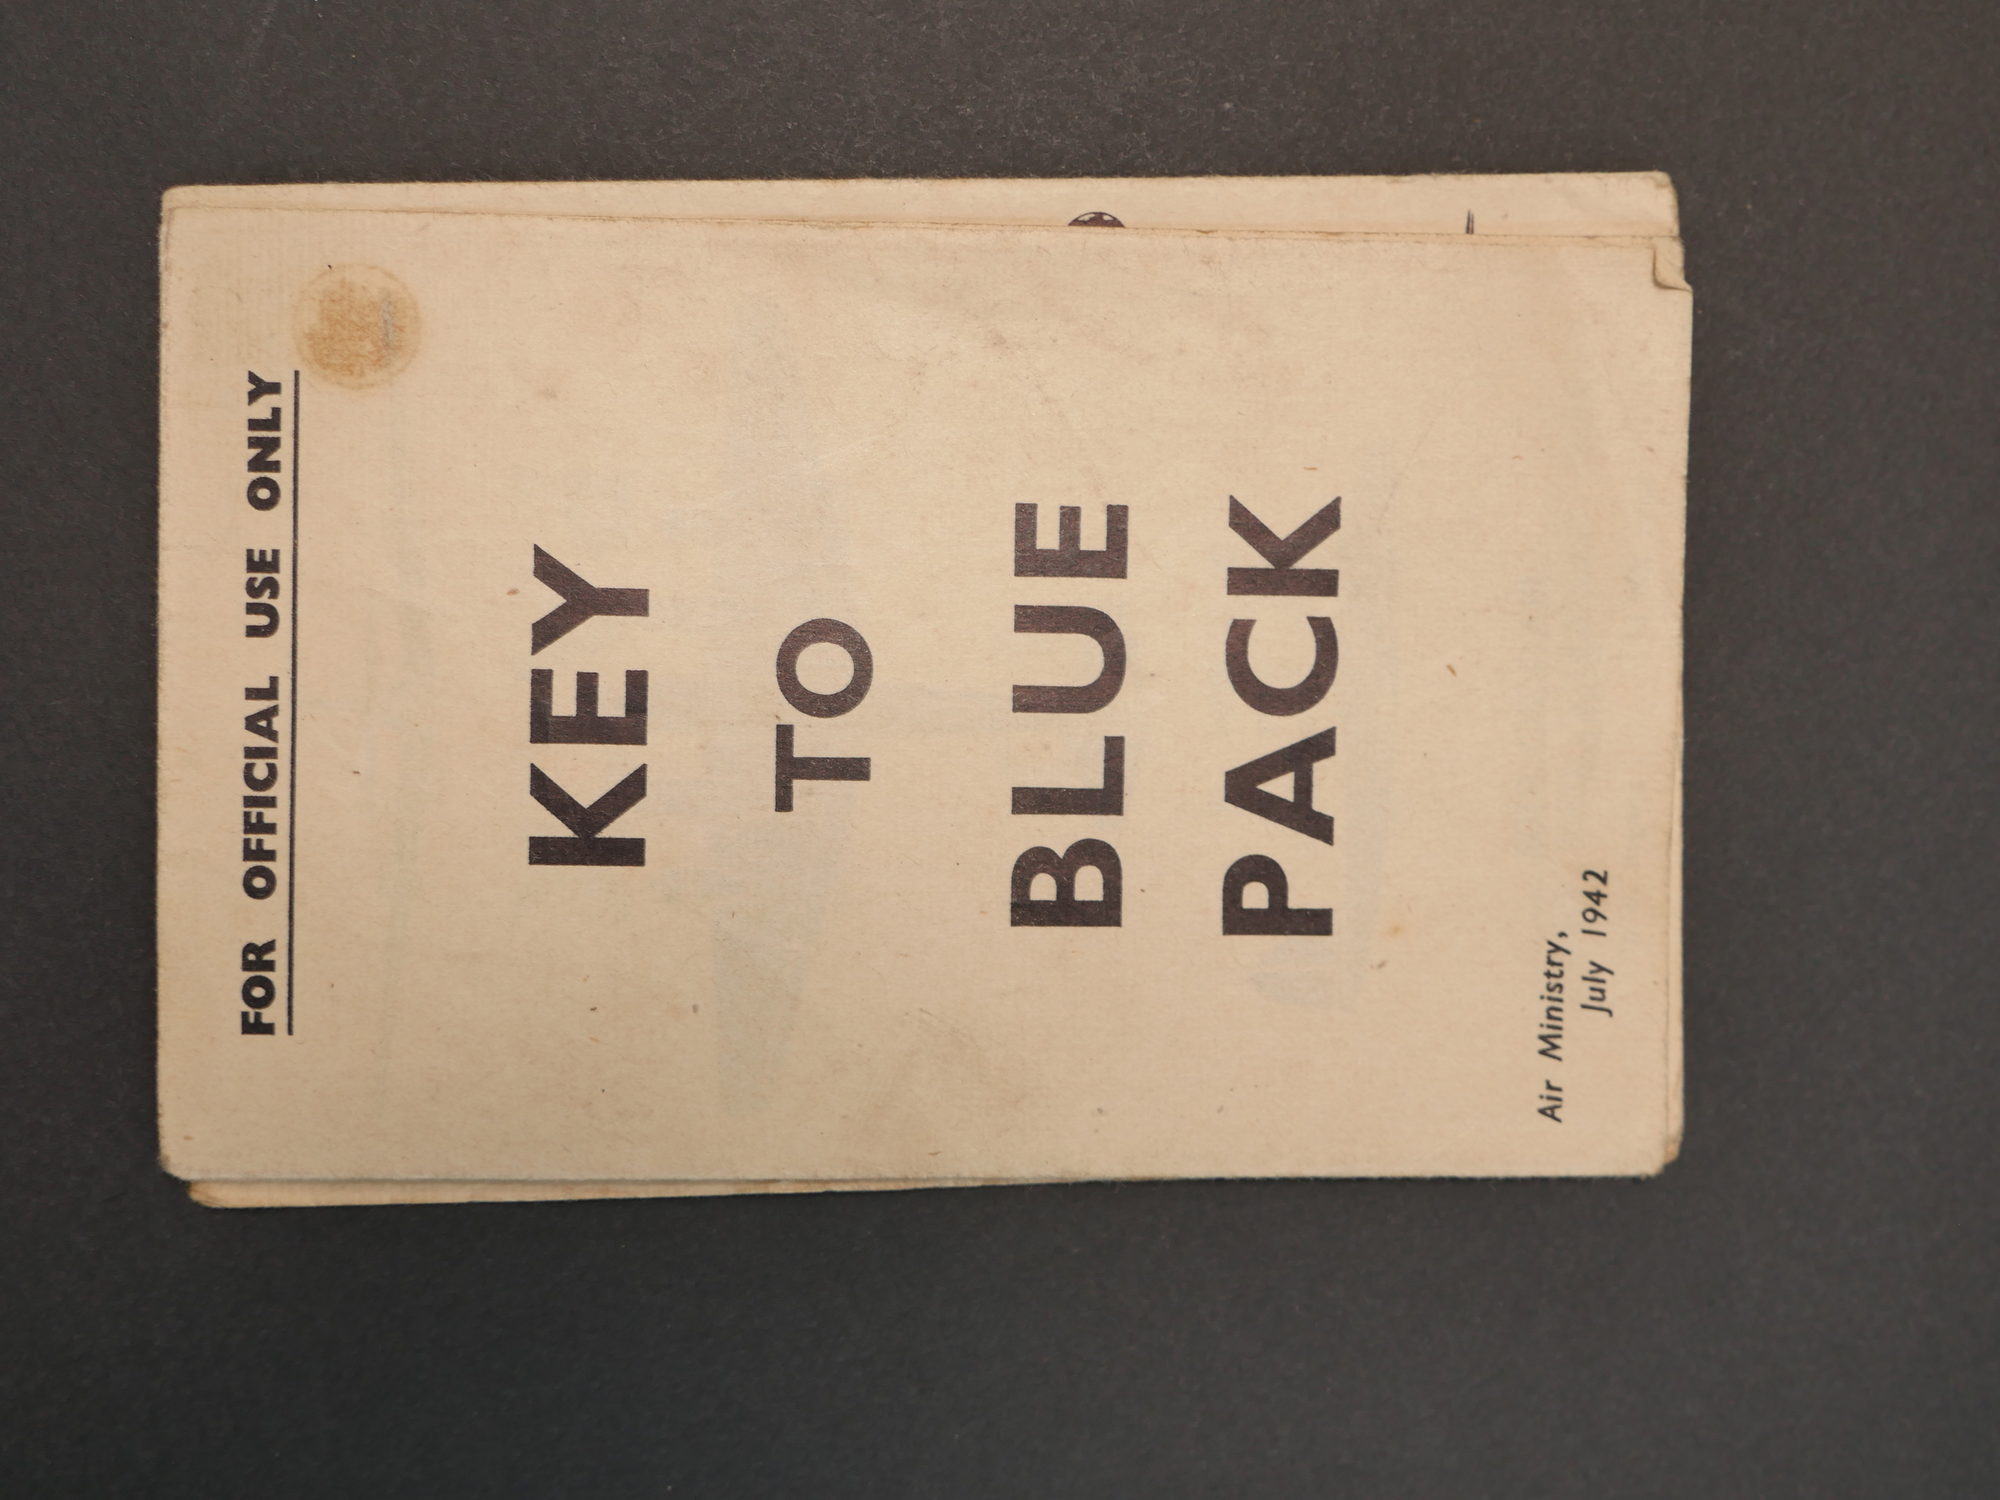 FOR OFFICIAL USE ONLY
KEY
TO
BLUE
PACK
Air Ministry,
July 1942